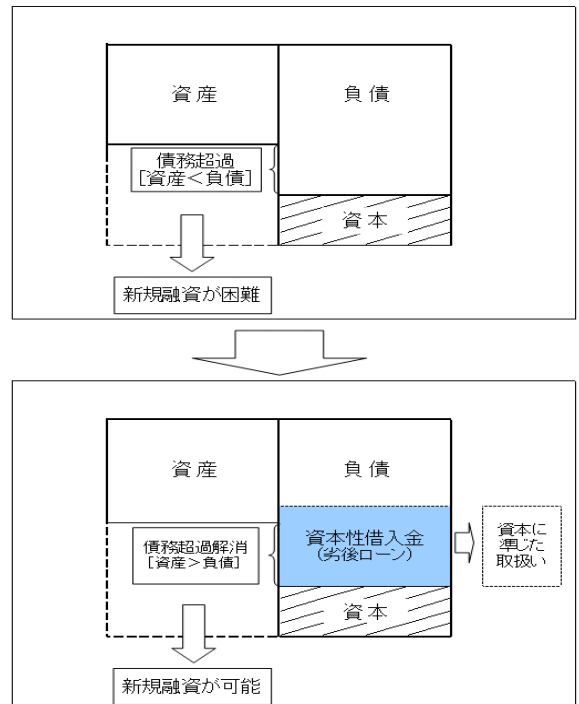 資産
負債
債務超過
[資産＜負債]
資本
新規融資が困難
資産
負債
債務超過解消
[資産＞負債]
資本性借入金
(劣後ローン)
資本に
準じた
取扱い
資本
新規融資が可能